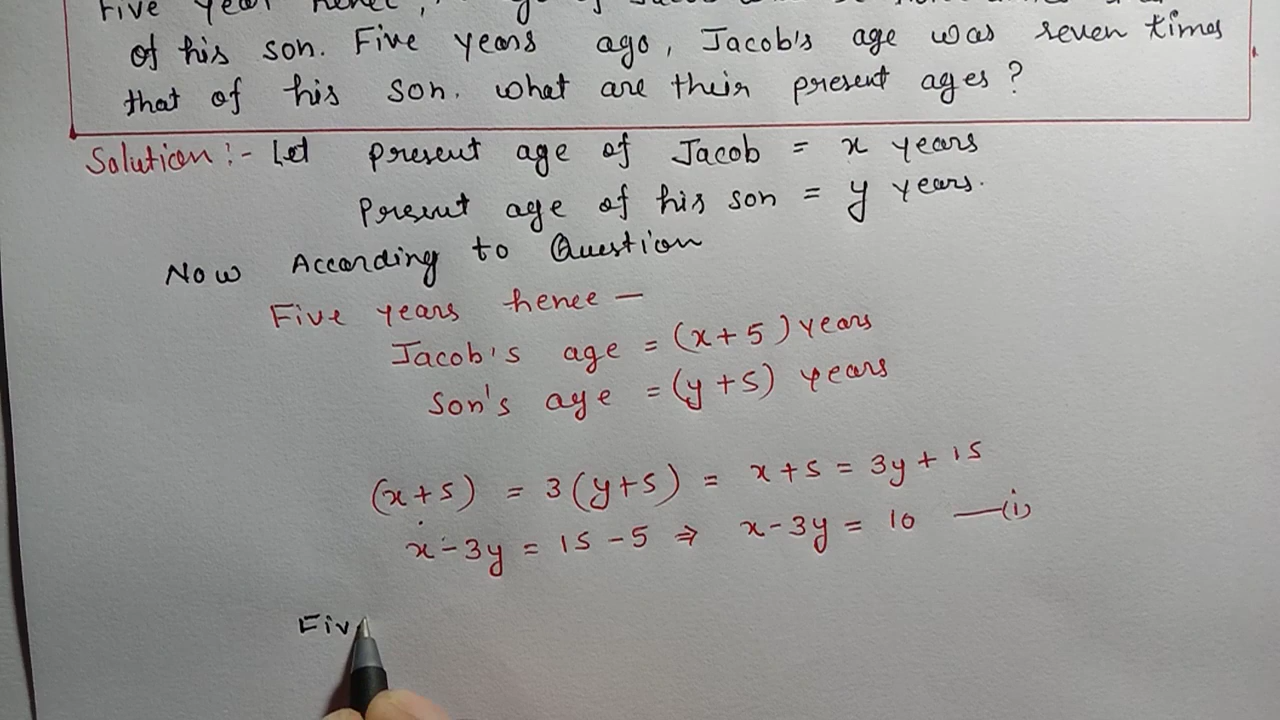 Five year hence,
of his son. Five years ago, Jacob's age was seven times
that of his son. what are their present ages?
Solution:- Let present age of Jacob = x years
Present age of his son = y years.
Now According to Question
Five years hence —
Jacob's age = (x+5) years
Son's age = (y+5) years
(x+5) = 3(y+5) = x+5 = 3y+15
x-3y = 15-5 ⇒ x-3y = 10 —(i)
Fiv